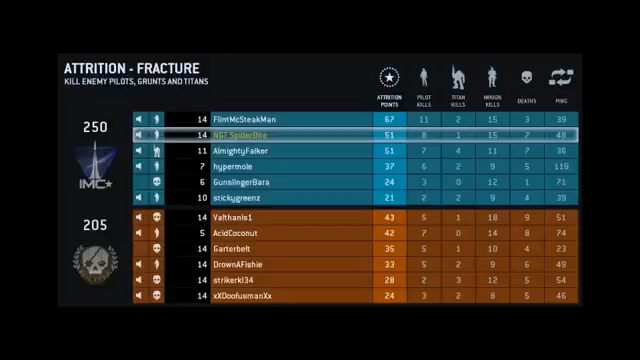 ATTRITION - FRACTURE
KILL ENEMY PILOTS, GRUNTS AND TITANS
ATTRITION POINTS PILOT KILLS TITAN KILLS MINION KILLS DEATHS PING
250
IMC
14 FlintMcSteakMan 67 11 2 15 3 39
14 NGT SpiderBite 51 8 1 15 7 48
11 AlmightyFalker 51 7 4 11 7 36
7 hypermole 37 6 2 9 5 119
6 GunslingerBara 24 3 0 12 1 71
10 stickygreenz 21 2 2 9 4 39
205
14 Valthanis1 43 5 1 18 9 51
5 AcidCoconut 42 7 0 14 8 74
14 Garterbelt 35 5 1 10 4 23
14 DrownAFishie 33 5 2 9 6 49
14 strikerkl34 28 2 3 12 5 54
14 xXDoofusmanXx 24 3 2 8 5 46